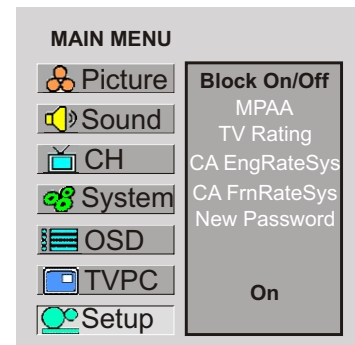 MAIN MENU
Picture
Sound
CH
System
OSD
TVPC
Setup
Block On/Off
MPAA
TV Rating
CA EngRateSys
CA FrnRateSys
New Password
On